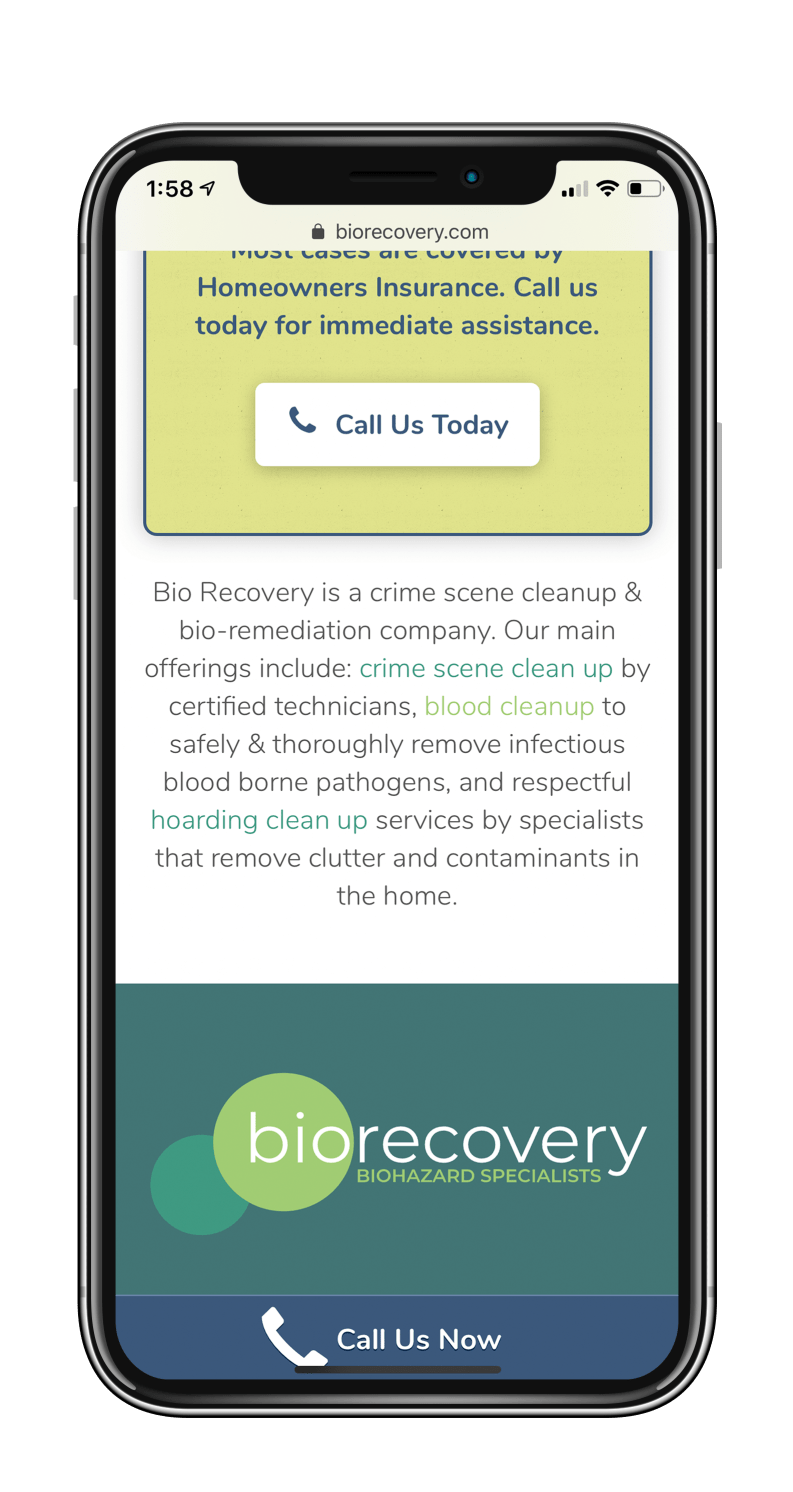 1:58
biorecovery.com
Most cases are covered by
Homeowners Insurance. Call us
today for immediate assistance.
Call Us Today
Bio Recovery is a crime scene cleanup &
bio-remediation company. Our main
offerings include: crime scene clean up by
certified technicians, blood cleanup to
safely & thoroughly remove infectious
blood borne pathogens, and respectful
hoarding clean up services by specialists
that remove clutter and contaminants in
the home.
biorecovery
BIOHAZARD SPECIALISTS
Call Us Now